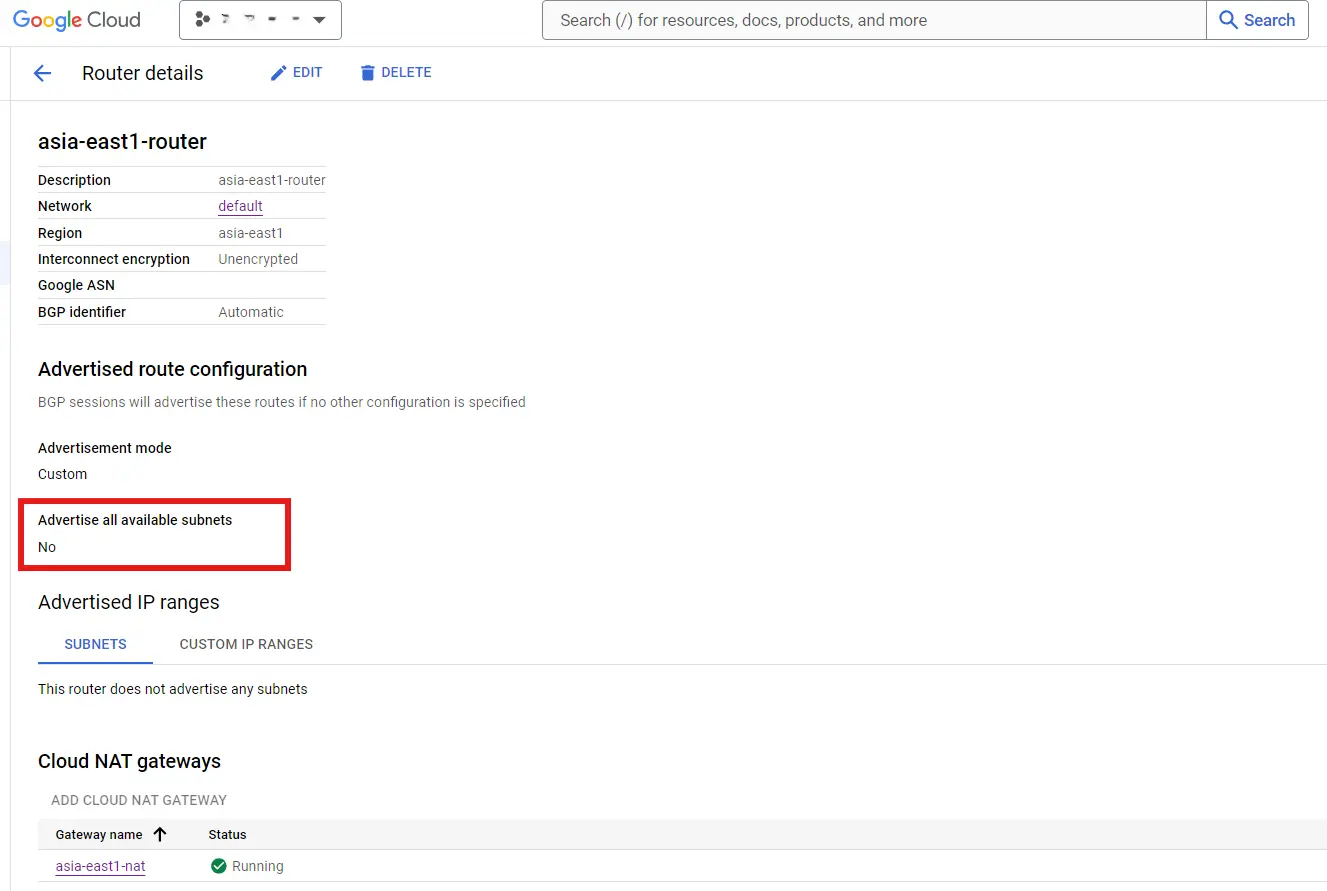 Google Cloud
Search (/) for resources, docs, products, and more
Search
Router details
EDIT
DELETE
asia-east1-router
Description asia-east1-router
Network default
Region asia-east1
Interconnect encryption Unencrypted
Google ASN
BGP identifier Automatic
Advertised route configuration
BGP sessions will advertise these routes if no other configuration is specified
Advertisement mode
Custom
Advertise all available subnets
No
Advertised IP ranges
SUBNETS CUSTOM IP RANGES
This router does not advertise any subnets
Cloud NAT gateways
ADD CLOUD NAT GATEWAY
Gateway name Status
asia-east1-nat Running